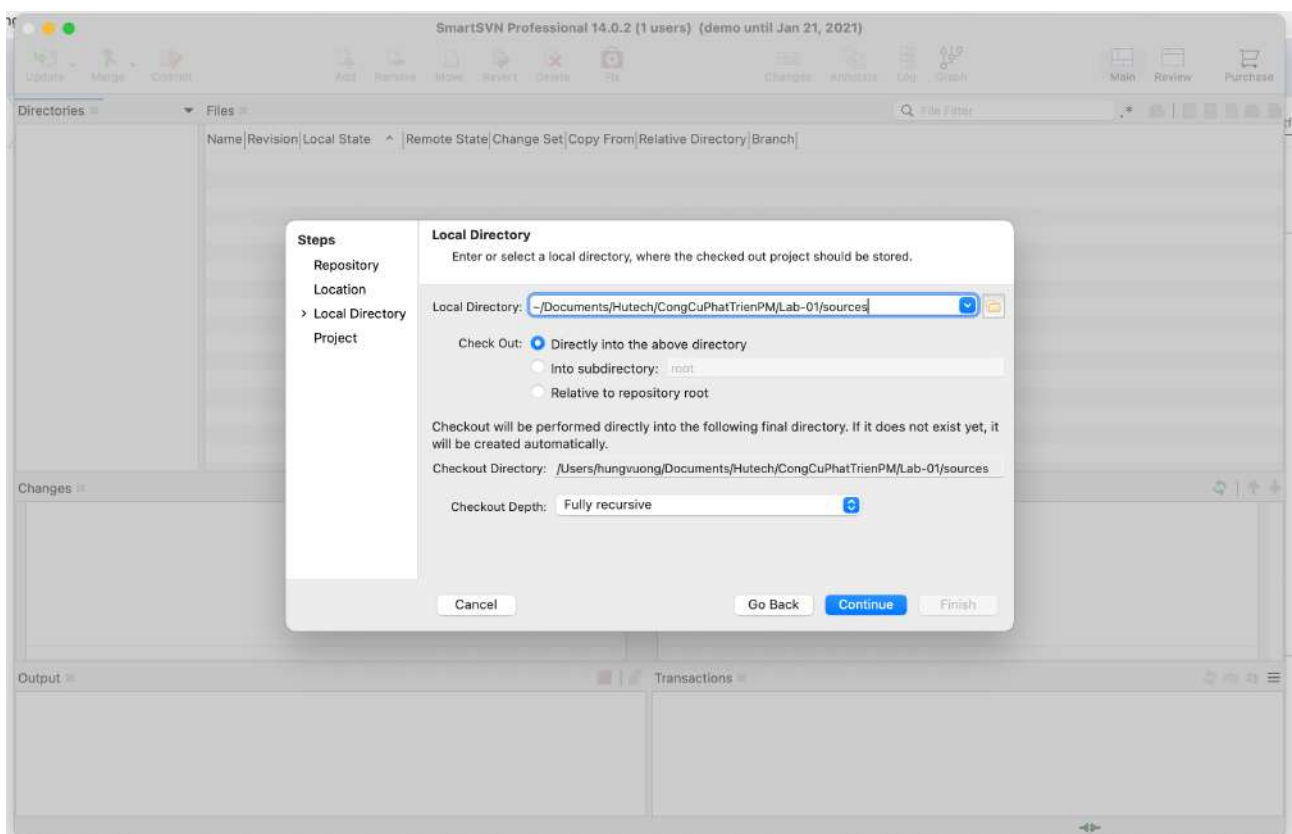 SmartSVN Professional 14.0.2 (1 users) (demo until Jan 21, 2021)
Update Merge Commit Add Remove Move Revert Delete Fix Changes Annotate Log Graph Main Review Purchase
Directories Files File Filter
Name Revision Local State Remote State Change Set Copy From Relative Directory Branch
Steps
Repository
Location
> Local Directory
Project
Local Directory
Enter or select a local directory, where the checked out project should be stored.
Local Directory: ~/Documents/Hutech/CongCuPhatTrienPM/Lab-01/sources
Check Out: Directly into the above directory
Into subdirectory: root
Relative to repository root
Checkout will be performed directly into the following final directory. If it does not exist yet, it
will be created automatically.
Checkout Directory: /Users/hungvuong/Documents/Hutech/CongCuPhatTrienPM/Lab-01/sources
Checkout Depth: Fully recursive
Cancel Go Back Continue Finish
Changes
Output Transactions